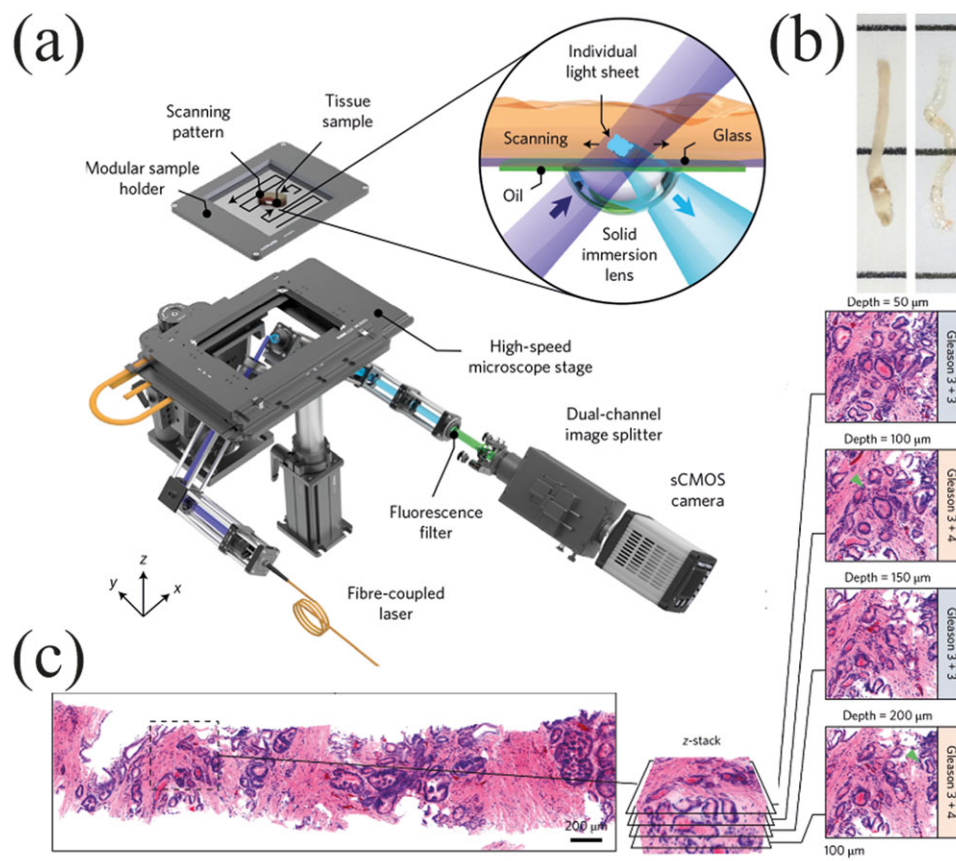 (a)
Scanning
pattern
Tissue
sample
Modular sample
holder
Individual
light sheet
Scanning
Glass
Oil
Solid
immersion
lens
High-speed
microscope stage
Dual-channel
image splitter
sCMOS
camera
Fluorescence
filter
Fibre-coupled
laser
z
y
x
(b)
Depth = 50 µm
Gleason 3 + 3
Depth = 100 µm
Gleason 3 + 4
Depth = 150 µm
Gleason 3 + 3
Depth = 200 µm
Gleason 3 + 4
100 µm
(c)
200 µm
z-stack